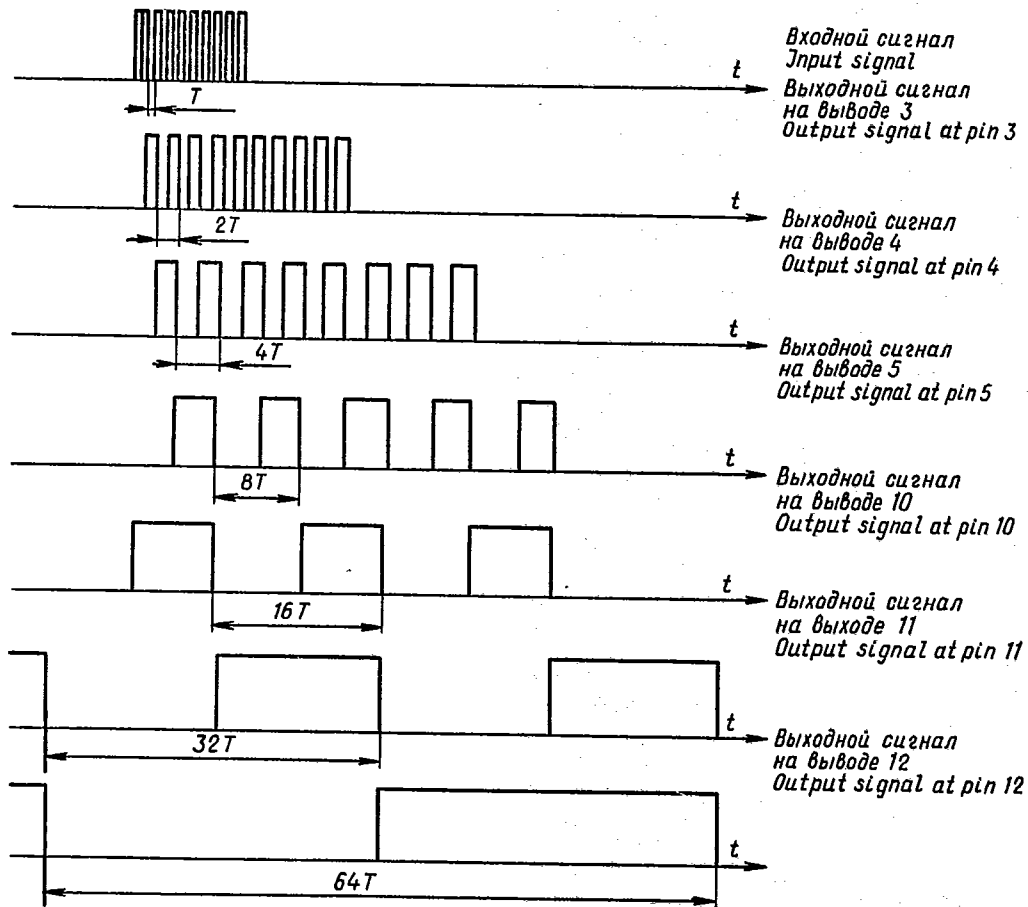 Входной сигнал
Input signal
t
T
Выходной сигнал
на выводе 3
Output signal at pin 3
t
2T
Выходной сигнал
на выводе 4
Output signal at pin 4
t
4T
Выходной сигнал
на выводе 5
Output signal at pin 5
t
8T
Выходной сигнал
на выводе 10
Output signal at pin 10
t
16T
Выходной сигнал
на выходе 11
Output signal at pin 11
t
32T
Выходной сигнал
на выводе 12
Output signal at pin 12
t
64T